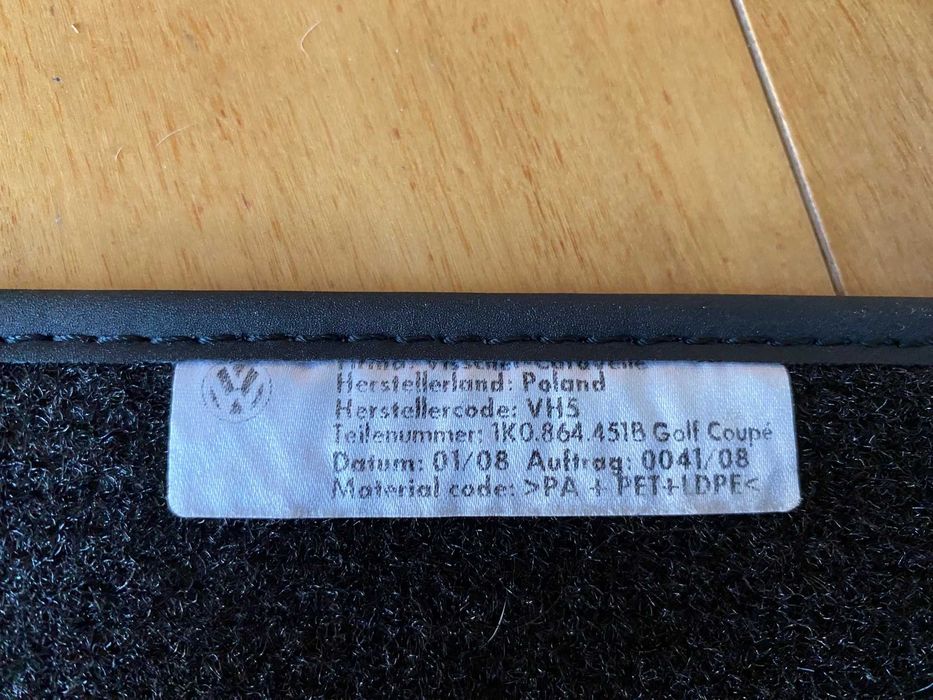 Herstellerland: Poland
Herstellercode: VH5
Teilenummer: 1K0.864.451B Golf Coupé
Datum: 01/08 Auftrag: 0041/08
Material code: >PA + PET+LDPE<